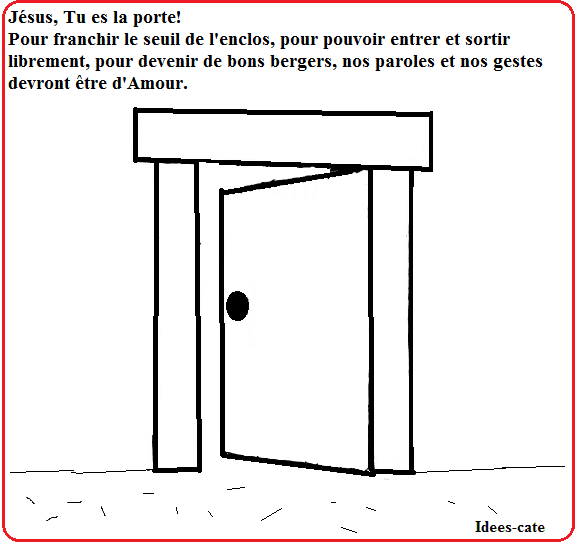 Jésus, Tu es la porte!
Pour franchir le seuil de l'enclos, pour pouvoir entrer et sortir
librement, pour devenir de bons bergers, nos paroles et nos gestes
devront être d'Amour.
Idees-cate